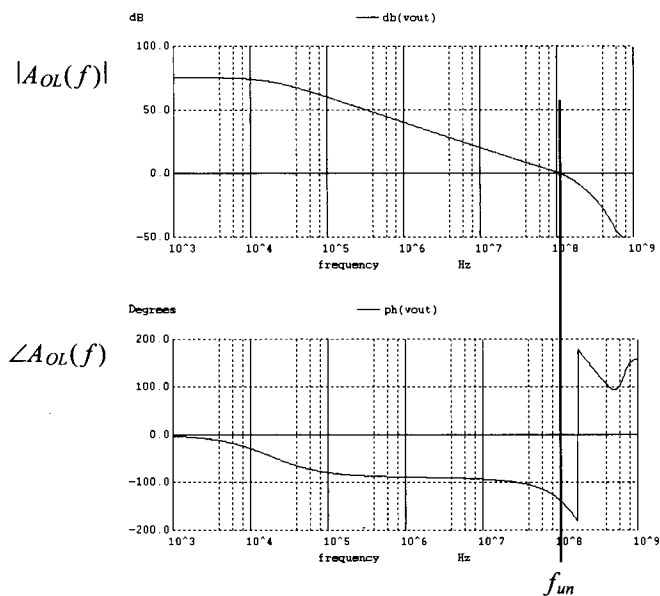 dB
db(vout)
|A_OL(f)|
100.0
50.0
0.0
-50.0
10^3 10^4 10^5 10^6 10^7 10^8 10^9
frequency Hz
Degrees
ph(vout)
∠A_OL(f)
200.0
100.0
0.0
-100.0
-200.0
10^3 10^4 10^5 10^6 10^7 10^8 10^9
frequency Hz
f_un